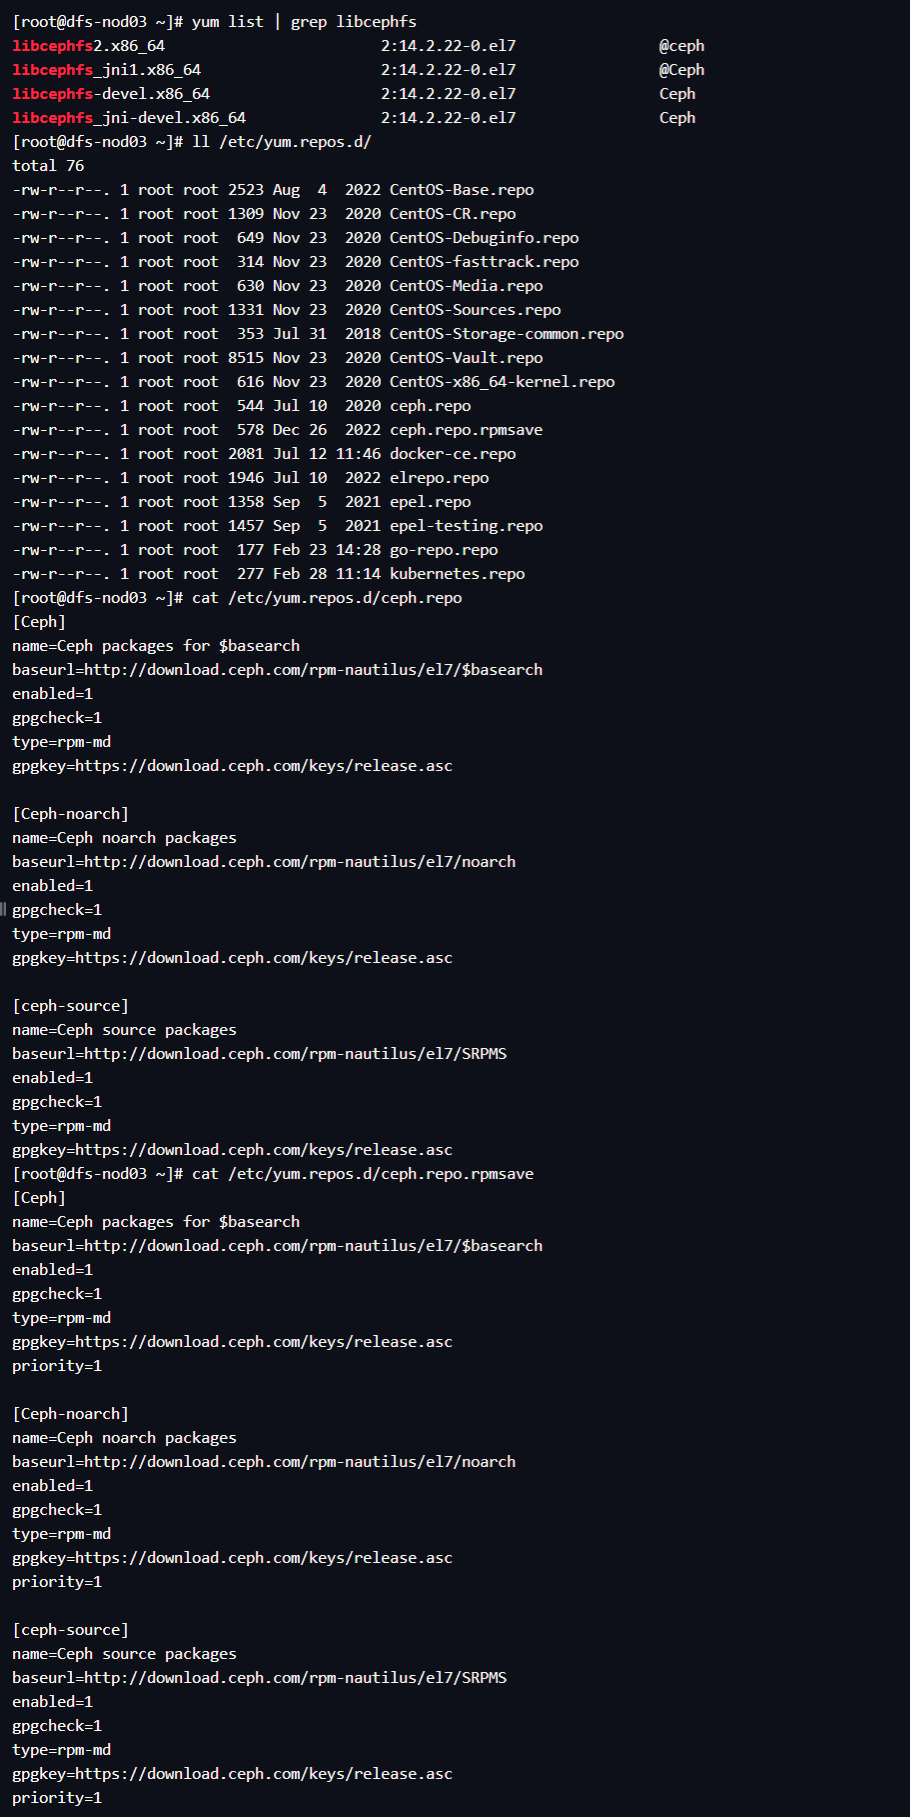 [root@dfs-nod03 ~]# yum list | grep libcephfs
libcephfs2.x86_64                        2:14.2.22-0.el7                @ceph
libcephfs_jni1.x86_64                    2:14.2.22-0.el7                @Ceph
libcephfs-devel.x86_64                   2:14.2.22-0.el7                Ceph
libcephfs_jni-devel.x86_64               2:14.2.22-0.el7                Ceph
[root@dfs-nod03 ~]# ll /etc/yum.repos.d/
total 76
-rw-r--r--. 1 root root 2523 Aug  4  2022 CentOS-Base.repo
-rw-r--r--. 1 root root 1309 Nov 23  2020 CentOS-CR.repo
-rw-r--r--. 1 root root  649 Nov 23  2020 CentOS-Debuginfo.repo
-rw-r--r--. 1 root root  314 Nov 23  2020 CentOS-fasttrack.repo
-rw-r--r--. 1 root root  630 Nov 23  2020 CentOS-Media.repo
-rw-r--r--. 1 root root 1331 Nov 23  2020 CentOS-Sources.repo
-rw-r--r--. 1 root root  353 Jul 31  2018 CentOS-Storage-common.repo
-rw-r--r--. 1 root root 8515 Nov 23  2020 CentOS-Vault.repo
-rw-r--r--. 1 root root  616 Nov 23  2020 CentOS-x86_64-kernel.repo
-rw-r--r--. 1 root root  544 Jul 10  2020 ceph.repo
-rw-r--r--. 1 root root  578 Dec 26  2022 ceph.repo.rpmsave
-rw-r--r--. 1 root root 2081 Jul 12 11:46 docker-ce.repo
-rw-r--r--. 1 root root 1946 Jul 10  2022 elrepo.repo
-rw-r--r--. 1 root root 1358 Sep  5  2021 epel.repo
-rw-r--r--. 1 root root 1457 Sep  5  2021 epel-testing.repo
-rw-r--r--. 1 root root  177 Feb 23 14:28 go-repo.repo
-rw-r--r--. 1 root root  277 Feb 28 11:14 kubernetes.repo
[root@dfs-nod03 ~]# cat /etc/yum.repos.d/ceph.repo
[Ceph]
name=Ceph packages for $basearch
baseurl=http://download.ceph.com/rpm-nautilus/el7/$basearch
enabled=1
gpgcheck=1
type=rpm-md
gpgkey=https://download.ceph.com/keys/release.asc

[Ceph-noarch]
name=Ceph noarch packages
baseurl=http://download.ceph.com/rpm-nautilus/el7/noarch
enabled=1
gpgcheck=1
type=rpm-md
gpgkey=https://download.ceph.com/keys/release.asc

[ceph-source]
name=Ceph source packages
baseurl=http://download.ceph.com/rpm-nautilus/el7/SRPMS
enabled=1
gpgcheck=1
type=rpm-md
gpgkey=https://download.ceph.com/keys/release.asc
[root@dfs-nod03 ~]# cat /etc/yum.repos.d/ceph.repo.rpmsave
[Ceph]
name=Ceph packages for $basearch
baseurl=http://download.ceph.com/rpm-nautilus/el7/$basearch
enabled=1
gpgcheck=1
type=rpm-md
gpgkey=https://download.ceph.com/keys/release.asc
priority=1

[Ceph-noarch]
name=Ceph noarch packages
baseurl=http://download.ceph.com/rpm-nautilus/el7/noarch
enabled=1
gpgcheck=1
type=rpm-md
gpgkey=https://download.ceph.com/keys/release.asc
priority=1

[ceph-source]
name=Ceph source packages
baseurl=http://download.ceph.com/rpm-nautilus/el7/SRPMS
enabled=1
gpgcheck=1
type=rpm-md
gpgkey=https://download.ceph.com/keys/release.asc
priority=1